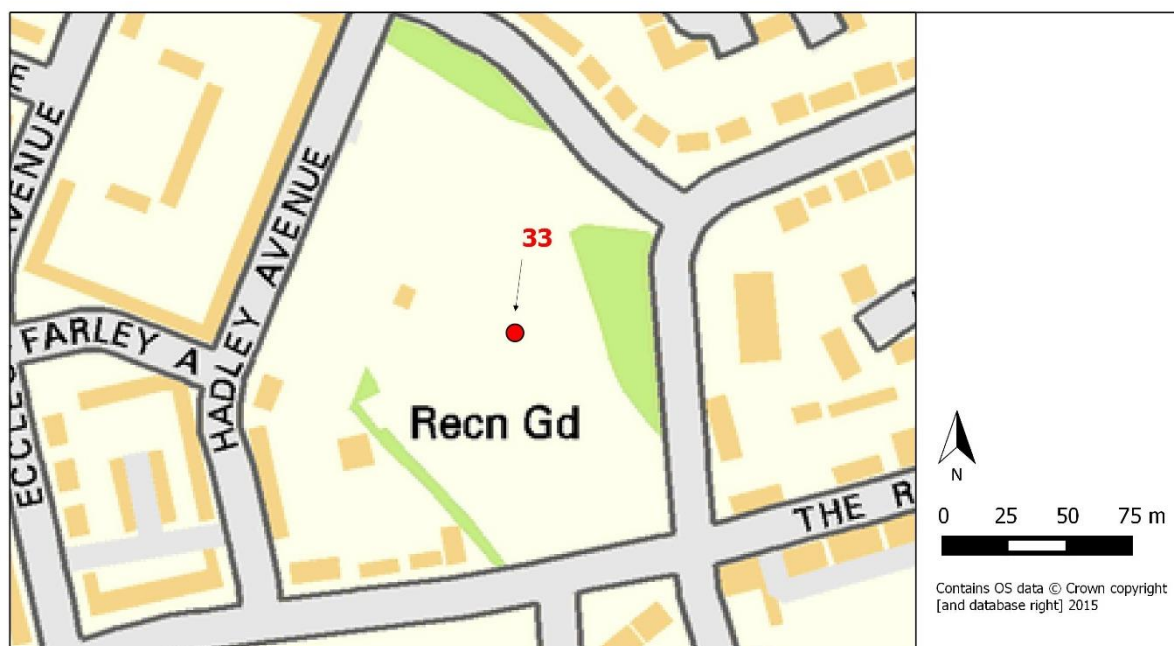 AVENUE
ECCLES
FARLEY A
HADLEY AVENUE
33
Recn Gd
THE R
N
0 25 50 75 m
Contains OS data © Crown copyright
[and database right] 2015